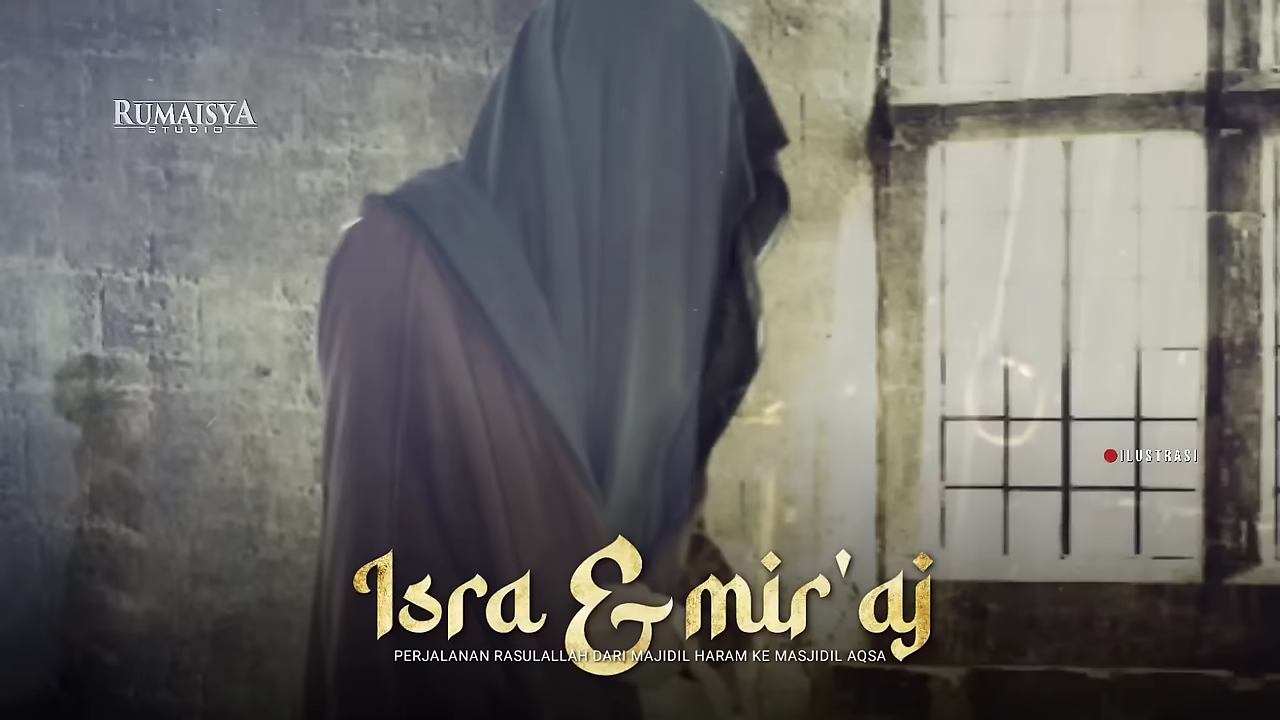 RUMAISYA
STUDIO
ILUSTRASI
Isra & mir'aj
PERJALANAN RASULALLAH DARI MAJIDIL HARAM KE MASJIDIL AQSA